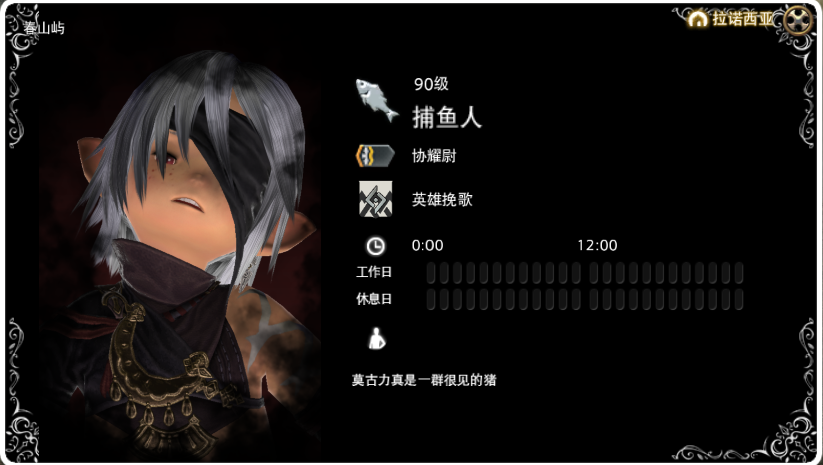 春山屿
拉诺西亚
90级
捕鱼人
协耀尉
英雄挽歌
0:00 12:00
工作日
休息日
莫古力真是一群很见的猪